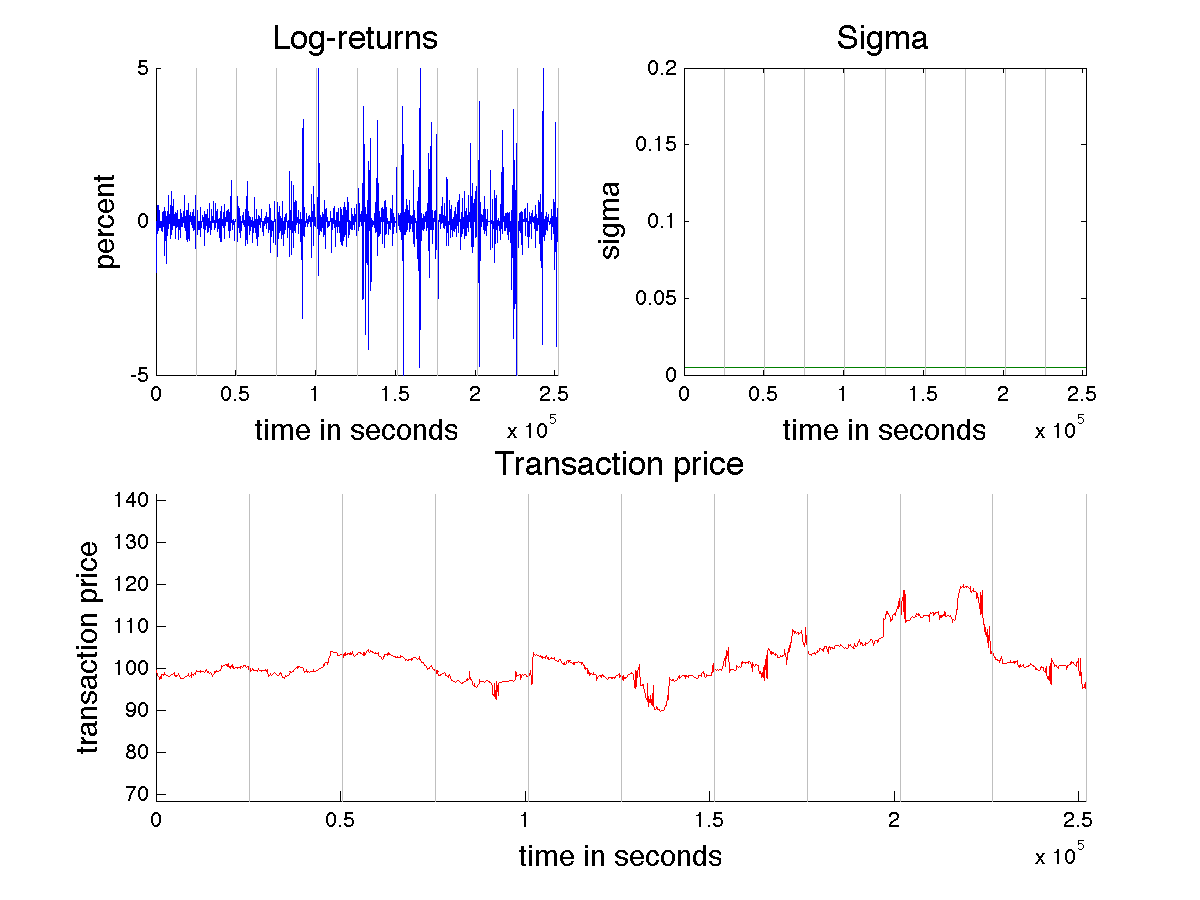 Log-returns
percent
5
0
-5
0 0.5 1 1.5 2 2.5
x 10^5
time in seconds
Sigma
sigma
0.2
0.15
0.1
0.05
0
0 0.5 1 1.5 2 2.5
x 10^5
time in seconds
Transaction price
transaction price
140
130
120
110
100
90
80
70
0 0.5 1 1.5 2 2.5
x 10^5
time in seconds